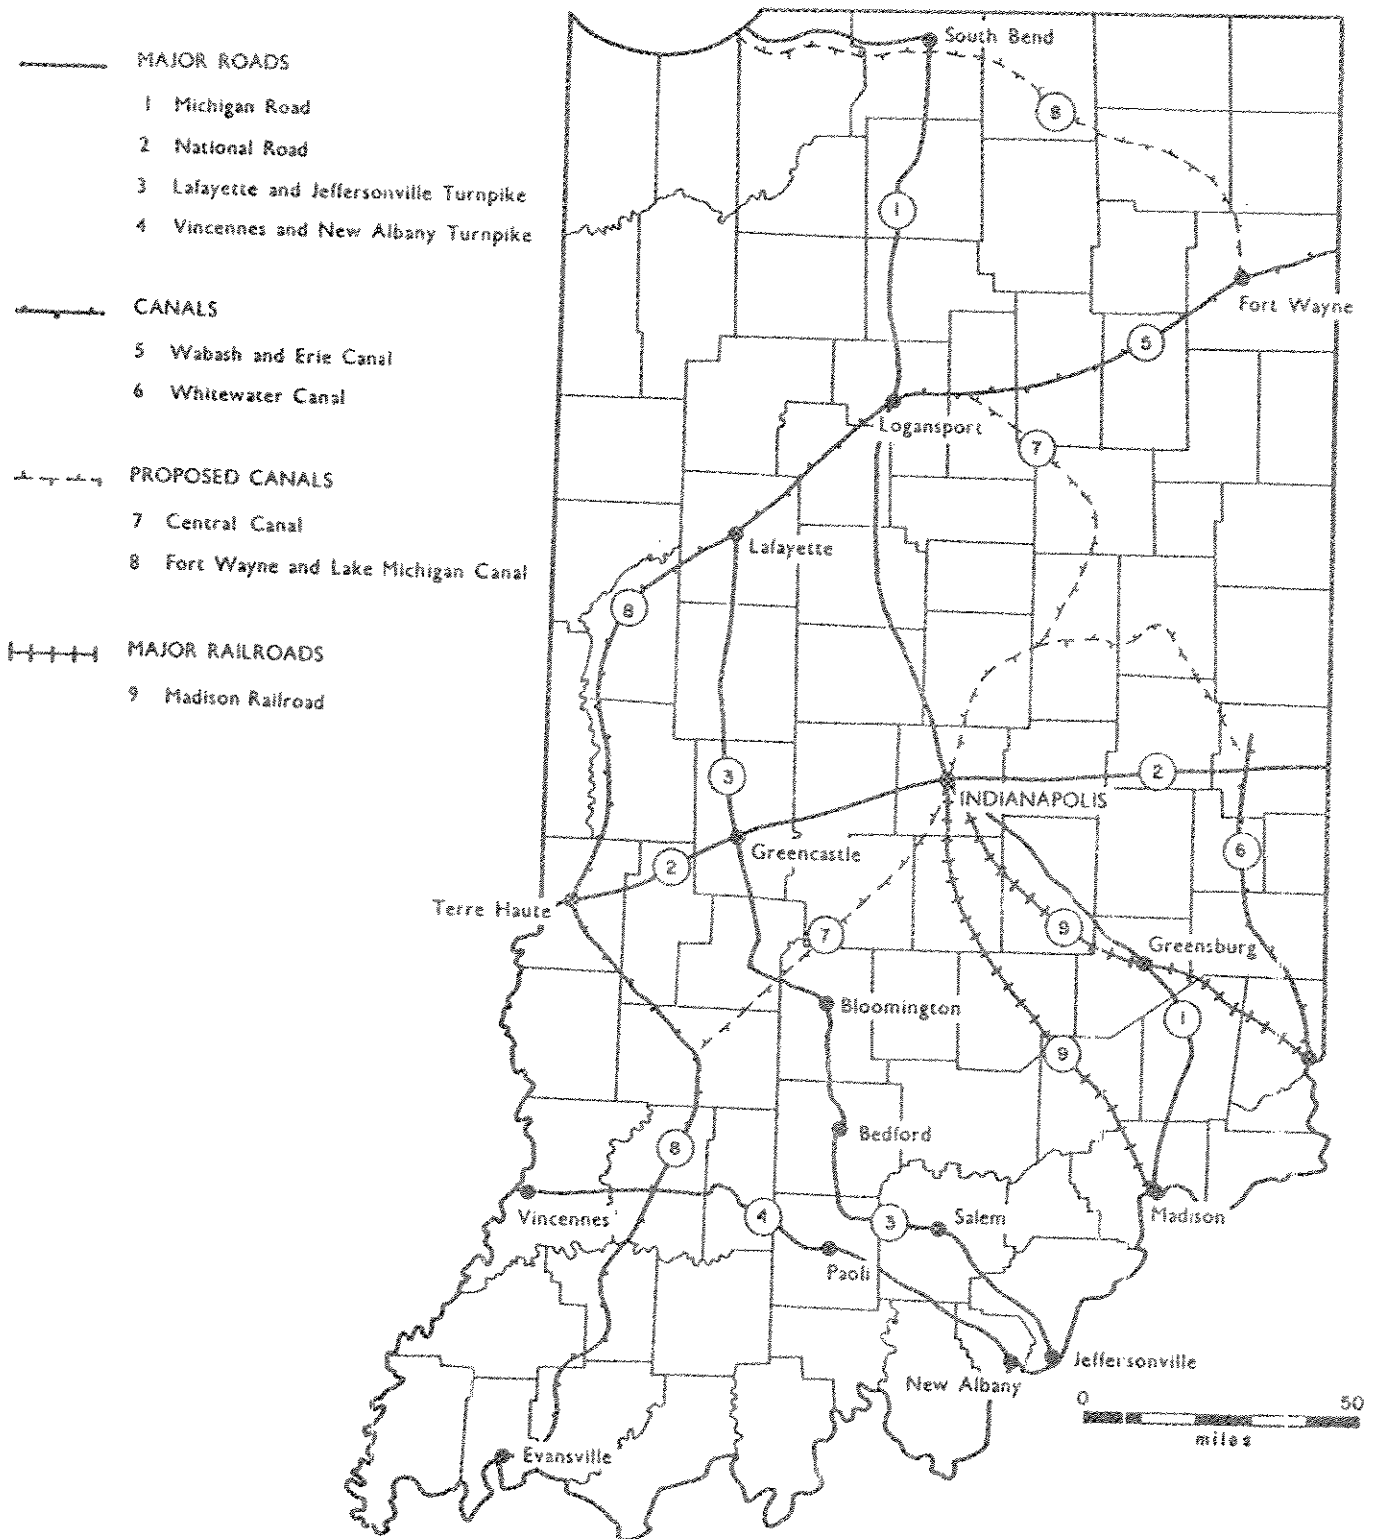 MAJOR ROADS
1 Michigan Road
2 National Road
3 Lafayette and Jeffersonville Turnpike
4 Vincennes and New Albany Turnpike
CANALS
5 Wabash and Erie Canal
6 Whitewater Canal
PROPOSED CANALS
7 Central Canal
8 Fort Wayne and Lake Michigan Canal
MAJOR RAILROADS
9 Madison Railroad
South Bend
8
1
Fort Wayne
5
Logansport
7
Lafayette
8
3
2
INDIANAPOLIS
Greencastle
2
6
Terre Haute
7
9
Greensburg
Bloomington
1
9
Bedford
8
Vincennes
4
3
Salem
Madison
Paoli
Jeffersonville
New Albany
0 50
miles
Evansville